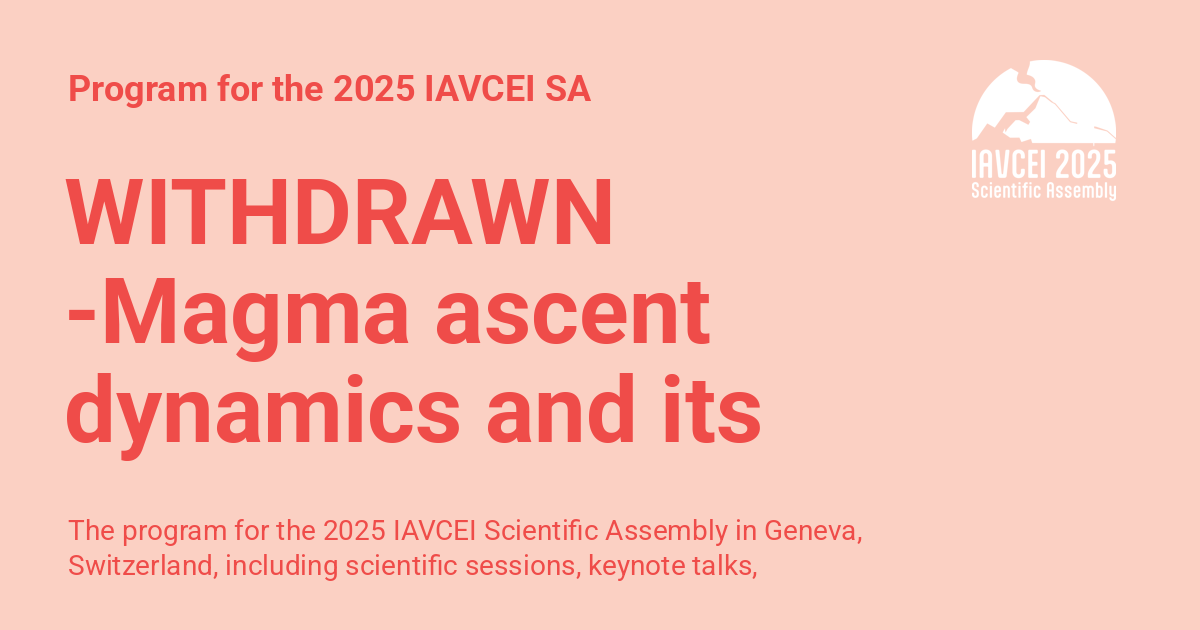 Program for the 2025 IAVCEI SA
IAVCEI 2025
Scientific Assembly
WITHDRAWN
-Magma ascent
dynamics and its
The program for the 2025 IAVCEI Scientific Assembly in Geneva,
Switzerland, including scientific sessions, keynote talks,